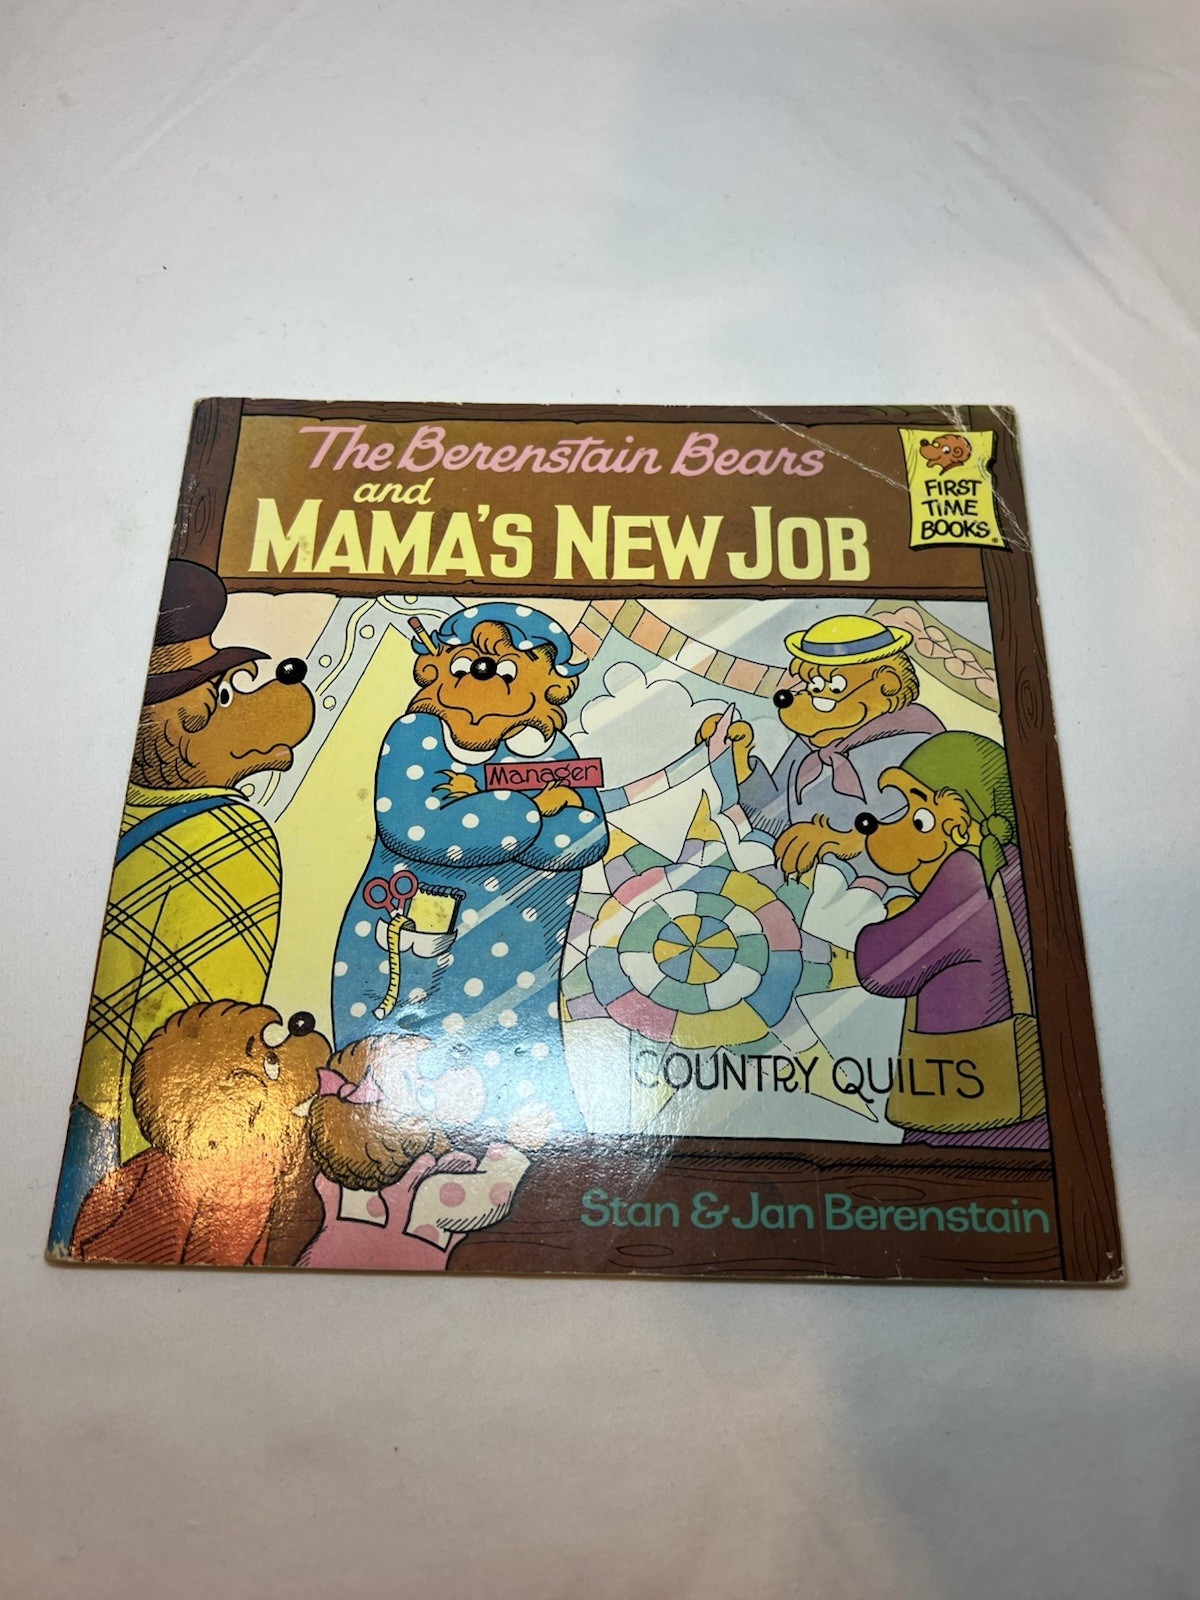 The Berenstain Bears
and
MAMA'S NEW JOB
FIRST
TIME
BOOKS®
Manager
COUNTRY QUILTS
Stan & Jan Berenstain